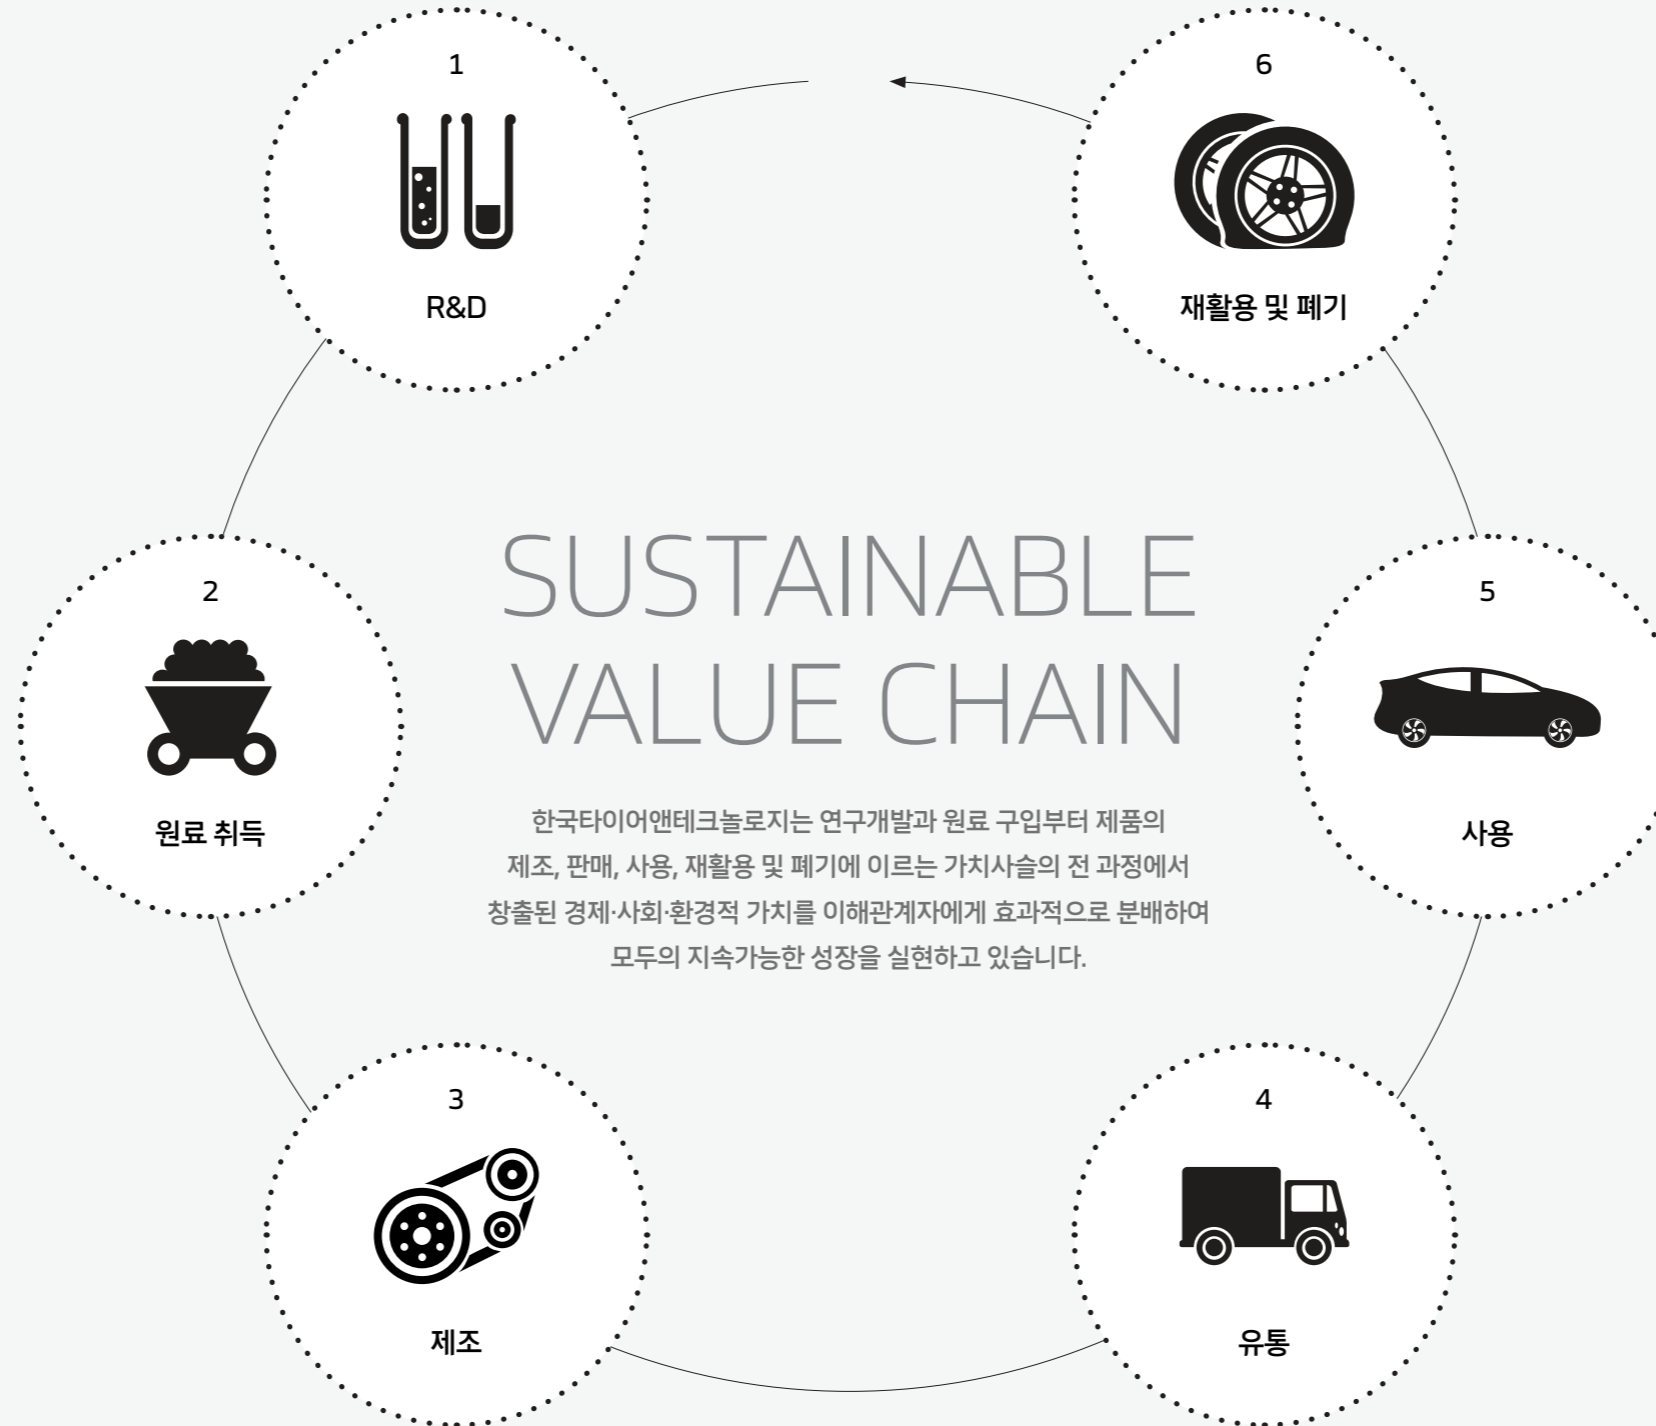 1
R&D
2
원료 취득
3
제조
4
유통
5
사용
6
재활용 및 폐기
SUSTAINABLE
VALUE CHAIN
한국타이어앤테크놀로지는 연구개발과 원료 구입부터 제품의
제조, 판매, 사용, 재활용 및 폐기에 이르는 가치사슬의 전 과정에서
창출된 경제·사회·환경적 가치를 이해관계자에게 효과적으로 분배하여
모두의 지속가능한 성장을 실현하고 있습니다.